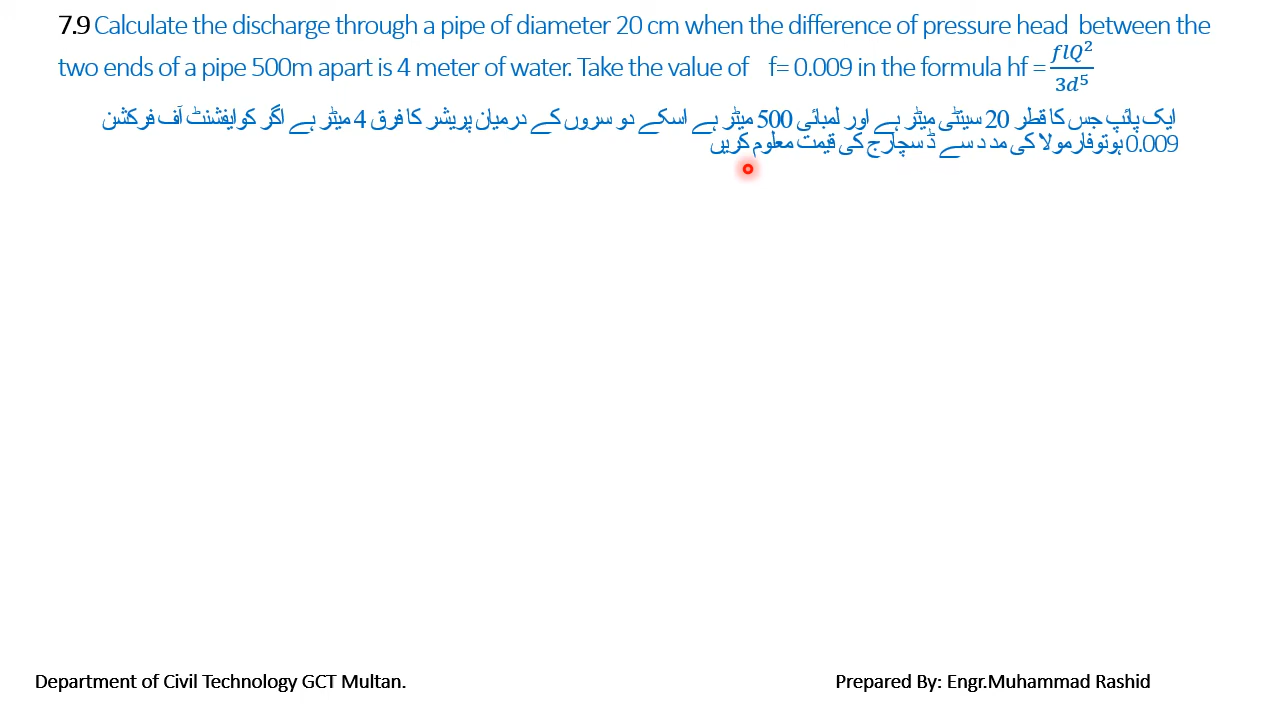 7.9 Calculate the discharge through a pipe of diameter 20 cm when the difference of pressure head between the
two ends of a pipe 500m apart is 4 meter of water. Take the value of f= 0.009 in the formula hf = flQ²/3d⁵
ایک پائپ جس کا قطر 20 سینٹی میٹر ہے اور لمبائی 500 میٹر ہے اسکے دو سروں کے درمیان پریشر کا فرق 4 میٹر ہے اگر کوایفشنٹ آف فرکشن
0.009 ہوتوفارمولا کی مدد سے ڈسچارج کی قیمت معلوم کریں
Department of Civil Technology GCT Multan.
Prepared By: Engr.Muhammad Rashid